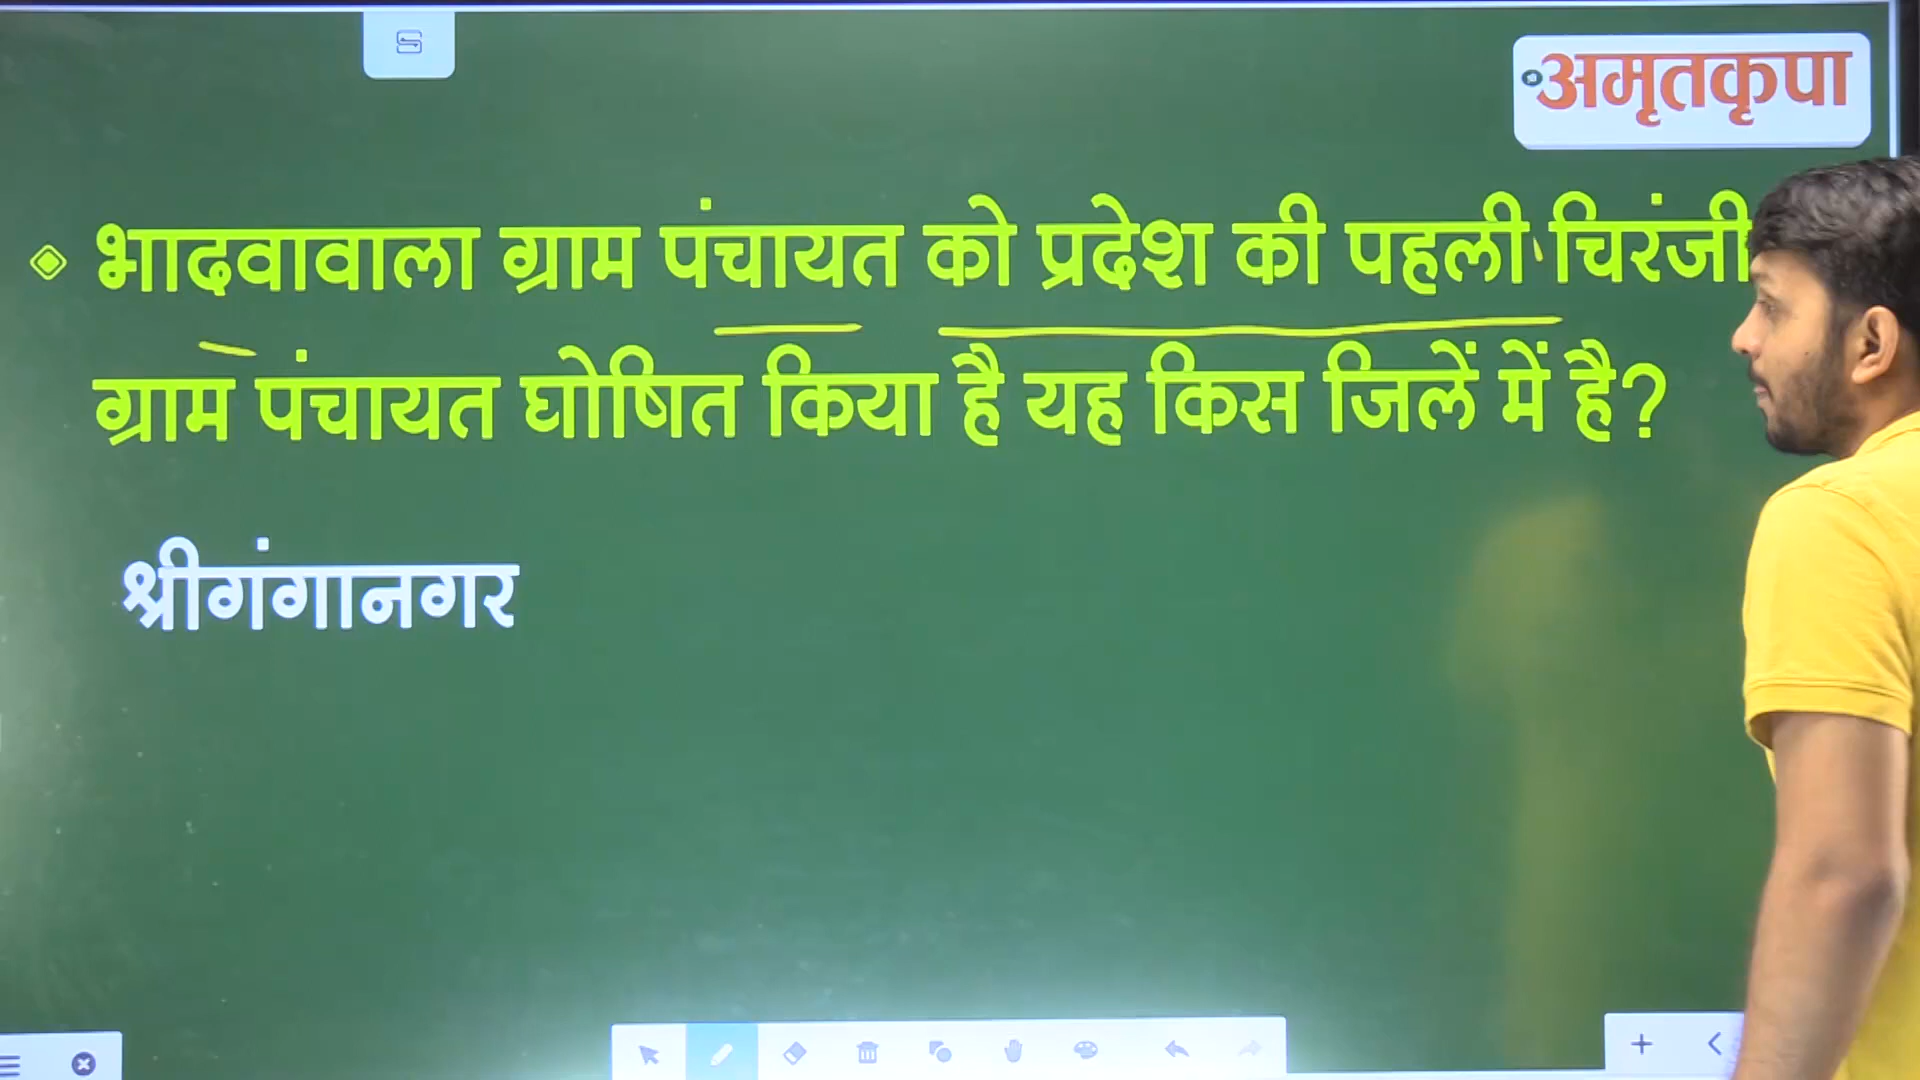 अमृतकृपा
भादवावाला ग्राम पंचायत को प्रदेश की पहली चिरंजी
ग्राम पंचायत घोषित किया है यह किस जिलें में है?
श्रीगंगानगर